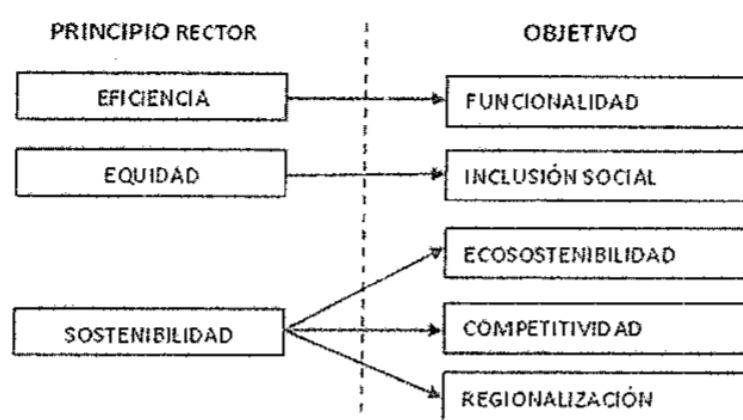 PRINCIPIO RECTOR
OBJETIVO
EFICIENCIA
FUNCIONALIDAD
EQUIDAD
INCLUSIÓN SOCIAL
ECOSOSTENIBILIDAD
SOSTENIBILIDAD
COMPETITIVIDAD
REGIONALIZACIÓN